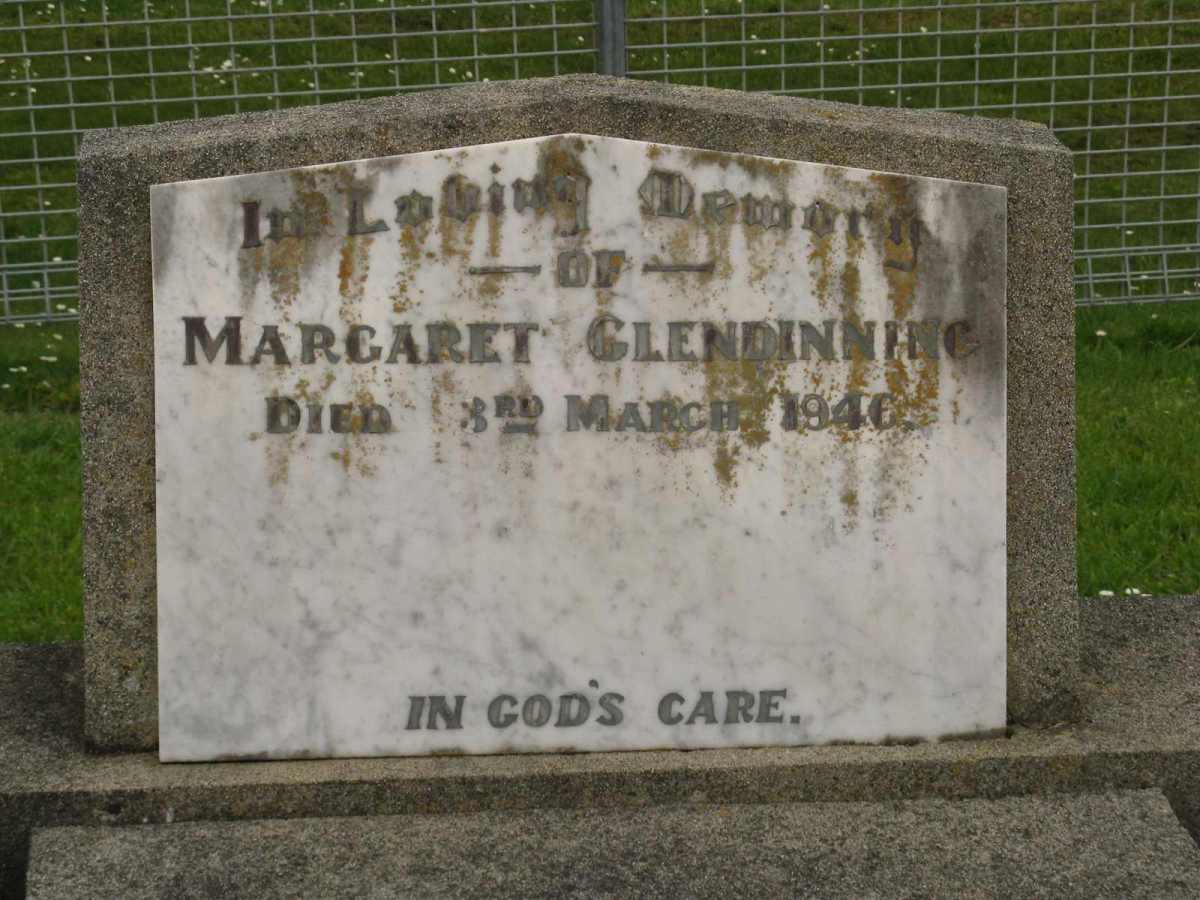 In Loving Memory
— OF —
MARGARET GLENDINNING
DIED 3RD MARCH 1946.
IN GOD'S CARE.